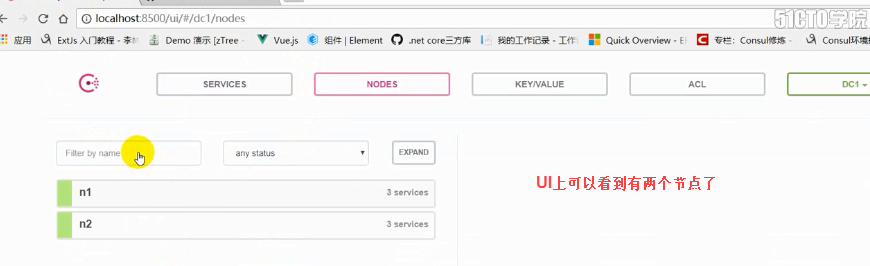 localhost:8500/ui/#/dc1/nodes
51CTO学院
应用 ExtJs 入门教程 - 李林 Demo 演示 [zTree - Vue.js 组件 | Element .net core三方库 我的工作记录 - 工作 Quick Overview - El 专栏：Consul修炼 - Consul环境
SERVICES NODES KEY/VALUE ACL DC1
Filter by name any status EXPAND
n1 3 services
UI上可以看到有两个节点了
n2 3 services